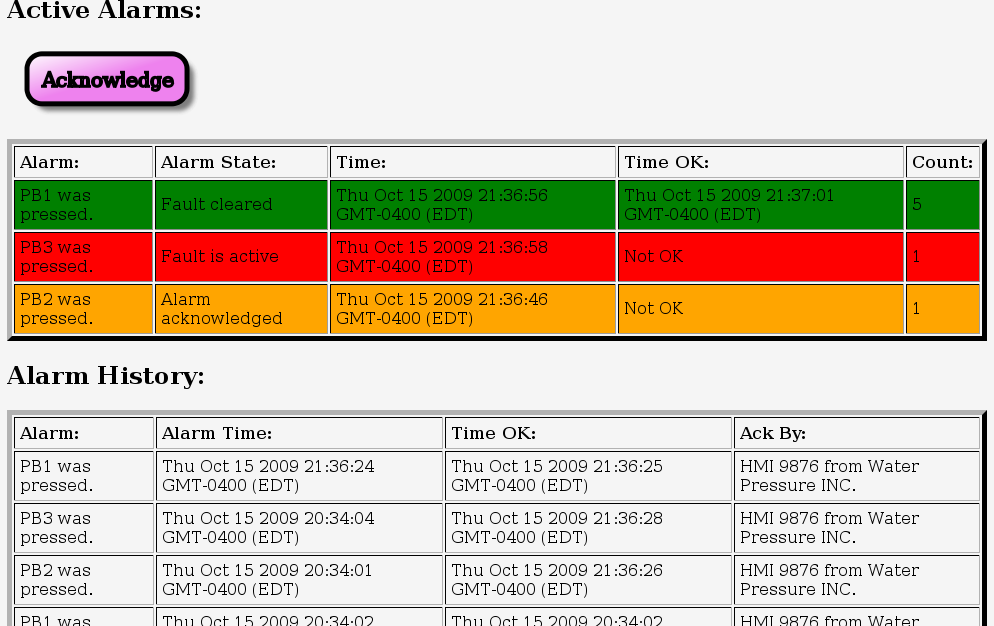 Active Alarms:
Acknowledge
Alarm: Alarm State: Time: Time OK: Count:
PB1 was pressed. Fault cleared Thu Oct 15 2009 21:36:56 GMT-0400 (EDT) Thu Oct 15 2009 21:37:01 GMT-0400 (EDT) 5
PB3 was pressed. Fault is active Thu Oct 15 2009 21:36:58 GMT-0400 (EDT) Not OK 1
PB2 was pressed. Alarm acknowledged Thu Oct 15 2009 21:36:46 GMT-0400 (EDT) Not OK 1
Alarm History:
Alarm: Alarm Time: Time OK: Ack By:
PB1 was pressed. Thu Oct 15 2009 21:36:24 GMT-0400 (EDT) Thu Oct 15 2009 21:36:25 GMT-0400 (EDT) HMI 9876 from Water Pressure INC.
PB3 was pressed. Thu Oct 15 2009 20:34:04 GMT-0400 (EDT) Thu Oct 15 2009 21:36:28 GMT-0400 (EDT) HMI 9876 from Water Pressure INC.
PB2 was pressed. Thu Oct 15 2009 20:34:01 GMT-0400 (EDT) Thu Oct 15 2009 21:36:26 GMT-0400 (EDT) HMI 9876 from Water Pressure INC.
PB1 was Thu Oct 15 2009 20:34:02 Thu Oct 15 2009 20:34:02 HMI 9876 from Water